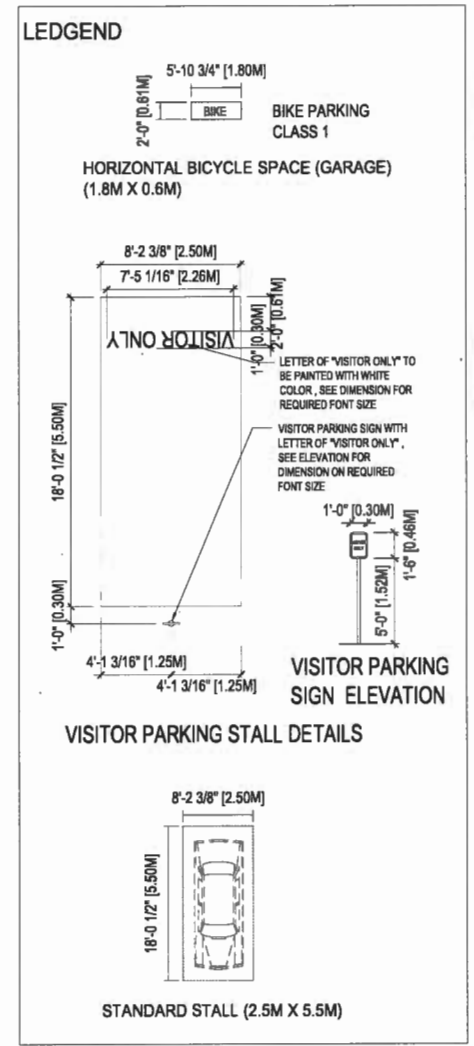 LEDGEND
5'-10 3/4" [1.80M]
2'-0" [0.61M]
BIKE
BIKE PARKING
CLASS 1
HORIZONTAL BICYCLE SPACE (GARAGE)
(1.8M X 0.6M)
8'-2 3/8" [2.50M]
7'-5 1/16" [2.26M]
VISITOR ONLY
1'-0" [0.30M]
2'-0" [0.61M]
LETTER OF "VISITOR ONLY" TO
BE PAINTED WITH WHITE
COLOR , SEE DIMENSION FOR
REQUIRED FONT SIZE
VISITOR PARKING SIGN WITH
LETTER OF "VISITOR ONLY" ,
SEE ELEVATION FOR
DIMENSION ON REQUIRED
FONT SIZE
18'-0 1/2" [5.50M]
1'-0" [0.30M]
1'-0" [0.30M]
1'-6" [0.46M]
5'-0" [1.52M]
4'-1 3/16" [1.25M]
4'-1 3/16" [1.25M]
VISITOR PARKING
SIGN ELEVATION
VISITOR PARKING STALL DETAILS
8'-2 3/8" [2.50M]
18'-0 1/2" [5.50M]
STANDARD STALL (2.5M X 5.5M)